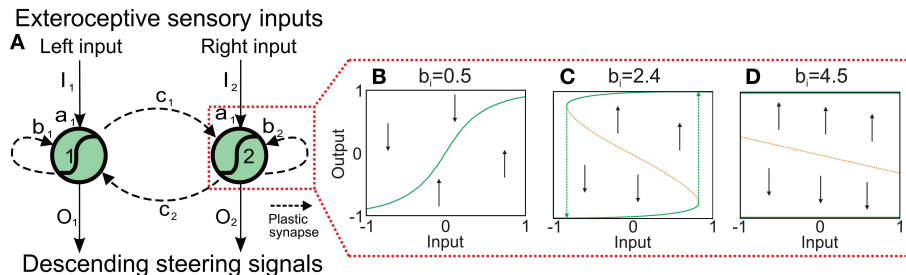 Exteroceptive sensory inputs
A
Left input
Right input
I1
I2
c1
a1
a1
b1
b2
1
2
c2
O1
O2
Plastic
synapse
Descending steering signals
B
bi=0.5
C
bi=2.4
D
bi=4.5
Output
1
0
-1
-1
0
1
Input
-1
0
1
Input
-1
0
1
Input